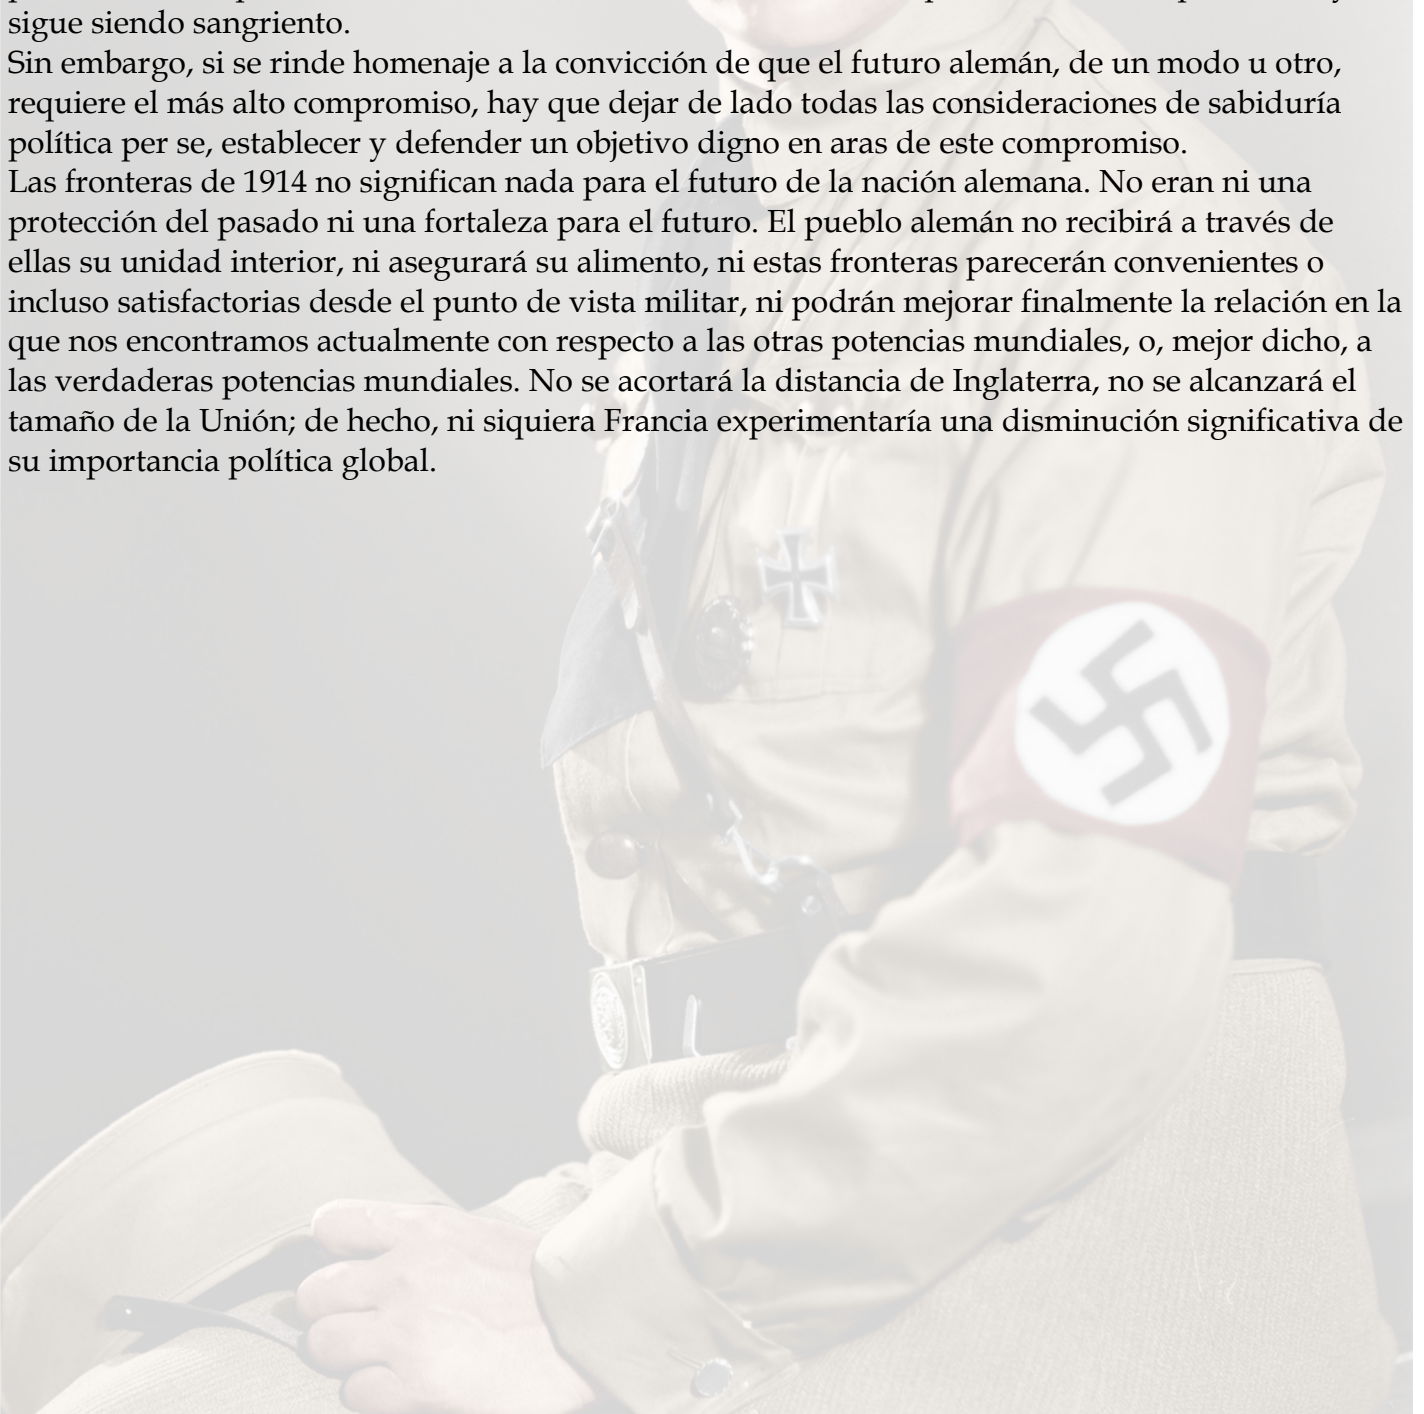 sigue siendo sangriento.
Sin embargo, si se rinde homenaje a la convicción de que el futuro alemán, de un modo u otro,
requiere el más alto compromiso, hay que dejar de lado todas las consideraciones de sabiduría
política per se, establecer y defender un objetivo digno en aras de este compromiso.
Las fronteras de 1914 no significan nada para el futuro de la nación alemana. No eran ni una
protección del pasado ni una fortaleza para el futuro. El pueblo alemán no recibirá a través de
ellas su unidad interior, ni asegurará su alimento, ni estas fronteras parecerán convenientes o
incluso satisfactorias desde el punto de vista militar, ni podrán mejorar finalmente la relación en la
que nos encontramos actualmente con respecto a las otras potencias mundiales, o, mejor dicho, a
las verdaderas potencias mundiales. No se acortará la distancia de Inglaterra, no se alcanzará el
tamaño de la Unión; de hecho, ni siquiera Francia experimentaría una disminución significativa de
su importancia política global.